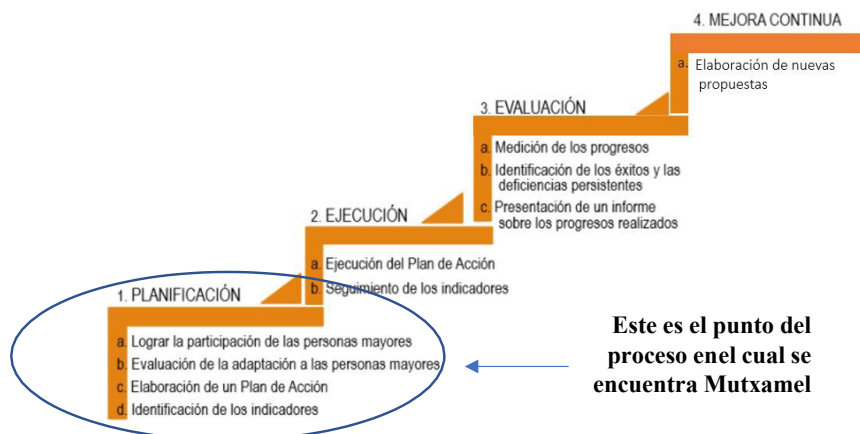 4. MEJORA CONTINUA
a. Elaboración de nuevas
propuestas
3. EVALUACIÓN
a. Medición de los progresos
b. Identificación de los éxitos y las
deficiencias persistentes
c. Presentación de un informe
sobre los progresos realizados
2. EJECUCIÓN
a. Ejecución del Plan de Acción
b. Seguimiento de los indicadores
1. PLANIFICACIÓN
a. Lograr la participación de las personas mayores
b. Evaluación de la adaptación a las personas mayores
c. Elaboración de un Plan de Acción
d. Identificación de los indicadores
Este es el punto del
proceso enel cual se
encuentra Mutxamel